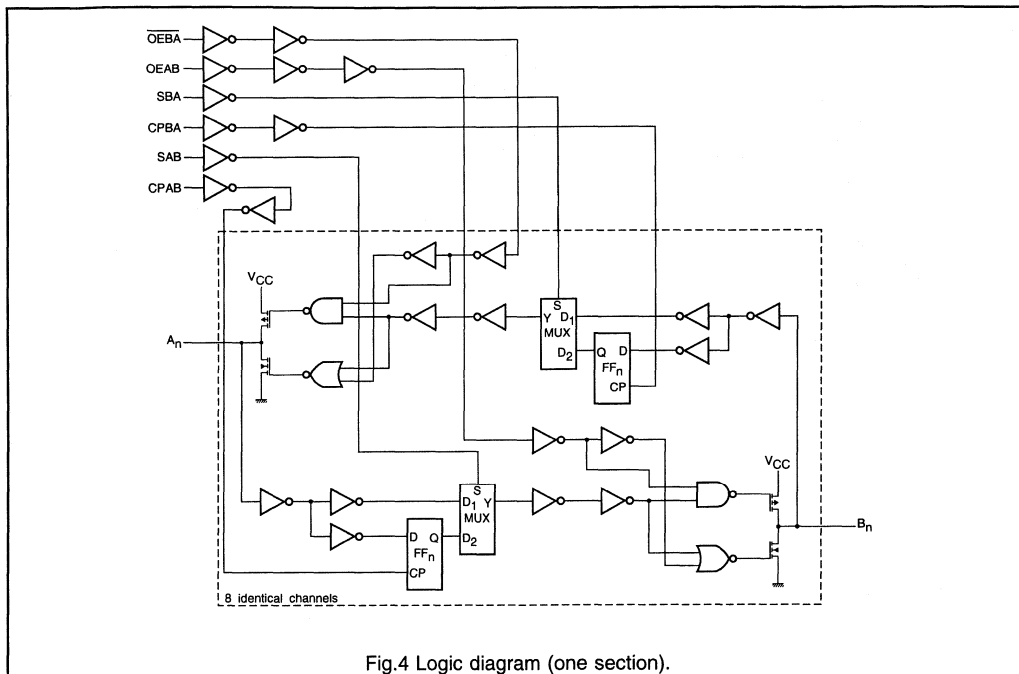 OEBA
OEAB
SBA
CPBA
SAB
CPAB
VCC
An
S
Y D1
MUX
D2
Q D
FFn
CP
S
D1 Y
MUX
D2
D Q
FFn
CP
VCC
Bn
8 identical channels
Fig.4 Logic diagram (one section).